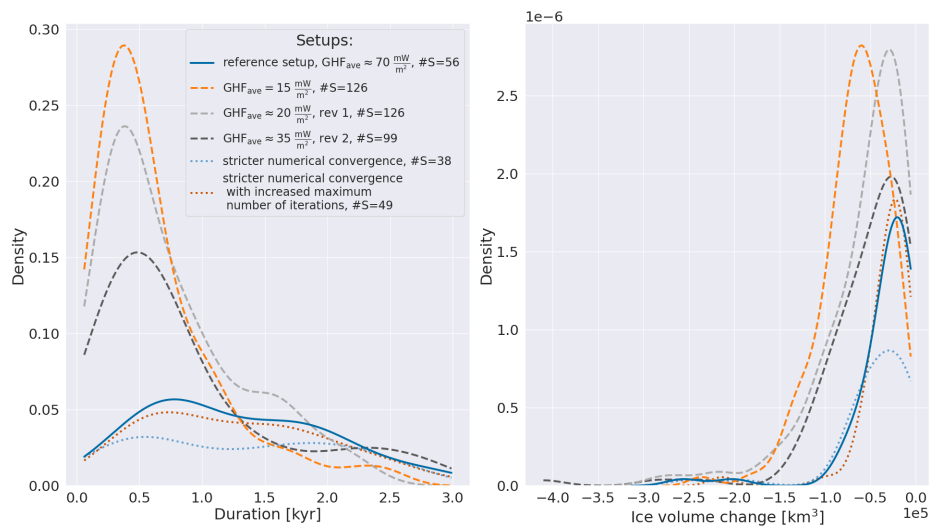 0.30
0.25
0.20
0.15
0.10
0.05
0.00
Density
0.0 0.5 1.0 1.5 2.0 2.5 3.0
Duration [kyr]
Setups:
reference setup, GHF_ave ≈ 70 mW/m², #S=56
GHF_ave = 15 mW/m², #S=126
GHF_ave ≈ 20 mW/m², rev 1, #S=126
GHF_ave ≈ 35 mW/m², rev 2, #S=99
stricter numerical convergence, #S=38
stricter numerical convergence
with increased maximum
number of iterations, #S=49
1e−6
2.5
2.0
1.5
1.0
0.5
0.0
Density
−4.0 −3.5 −3.0 −2.5 −2.0 −1.5 −1.0 −0.5 0.0
Ice volume change [km³]
1e5